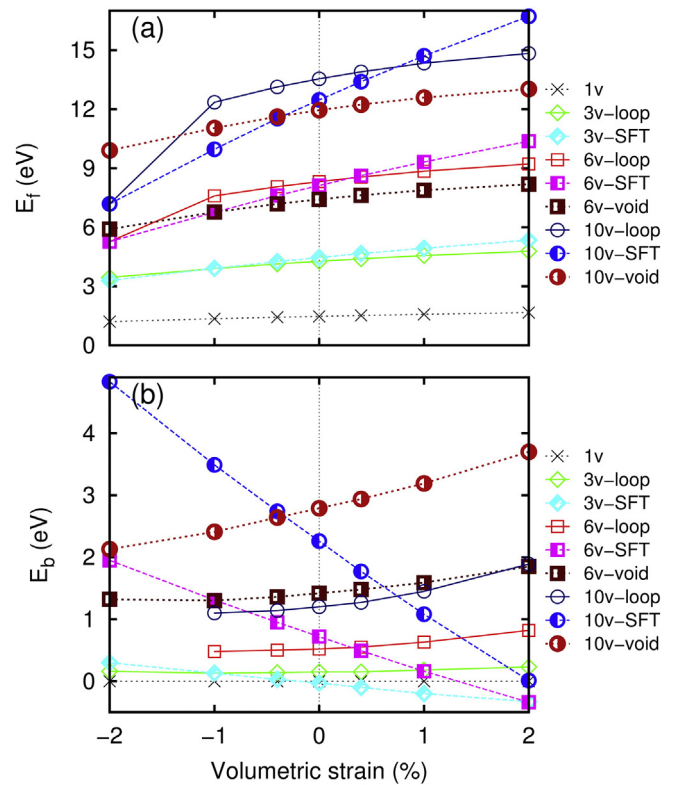 (a)
E_f (eV)
15
12
9
6
3
0
1v
3v−loop
3v−SFT
6v−loop
6v−SFT
6v−void
10v−loop
10v−SFT
10v−void
(b)
E_b (eV)
4
3
2
1
0
1v
3v−loop
3v−SFT
6v−loop
6v−SFT
6v−void
10v−loop
10v−SFT
10v−void
−2 −1 0 1 2
Volumetric strain (%)